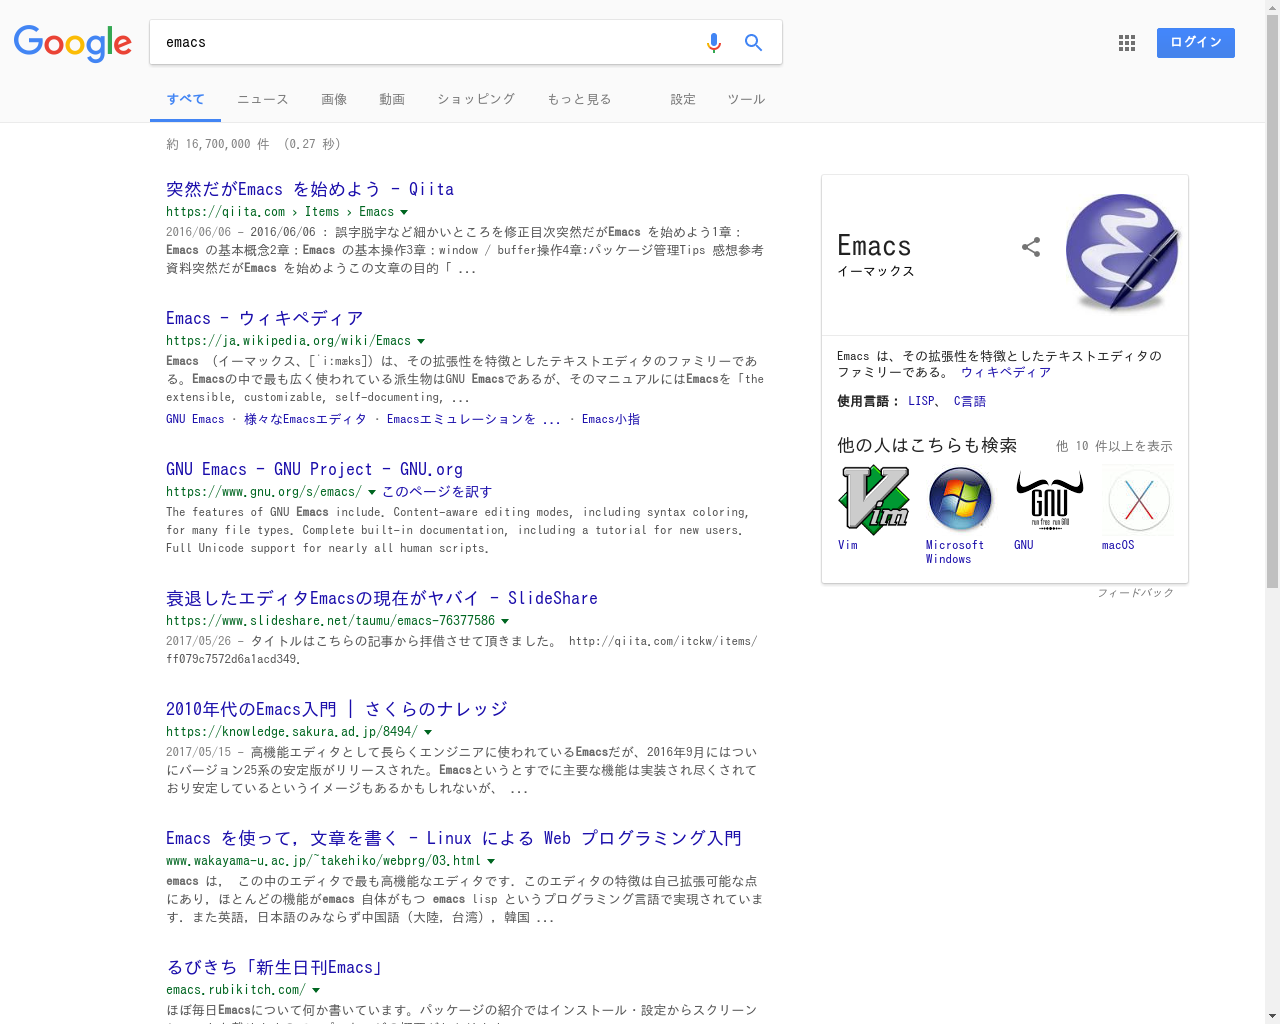 Google
emacs
ログイン
すべて ニュース 画像 動画 ショッピング もっと見る 設定 ツール
約 16,700,000 件 (0.27 秒)
突然だがEmacs を始めよう - Qiita
https://qiita.com › Items › Emacs
2016/06/06 - 2016/06/06 : 誤字脱字など細かいところを修正目次突然だがEmacs を始めよう1章：
Emacs の基本概念2章：Emacs の基本操作3章：window / buffer操作4章:パッケージ管理Tips 感想参考
資料突然だがEmacs を始めようこの文章の目的「 ...
Emacs - ウィキペディア
https://ja.wikipedia.org/wiki/Emacs
Emacs （イーマックス、[ˈiːmæks]）は、その拡張性を特徴としたテキストエディタのファミリーであ
る。Emacsの中で最も広く使われている派生物はGNU Emacsであるが、そのマニュアルにはEmacsを「the
extensible, customizable, self-documenting, ...
GNU Emacs · 様々なEmacsエディタ · Emacsエミュレーションを ... · Emacs小指
GNU Emacs - GNU Project - GNU.org
https://www.gnu.org/s/emacs/ このページを訳す
The features of GNU Emacs include. Content-aware editing modes, including syntax coloring,
for many file types. Complete built-in documentation, including a tutorial for new users.
Full Unicode support for nearly all human scripts.
衰退したエディタEmacsの現在がヤバイ - SlideShare
https://www.slideshare.net/taumu/emacs-76377586
2017/05/26 - タイトルはこちらの記事から拝借させて頂きました。 http://qiita.com/itckw/items/
ff079c7572d6a1acd349.
2010年代のEmacs入門 | さくらのナレッジ
https://knowledge.sakura.ad.jp/8494/
2017/05/15 - 高機能エディタとして長らくエンジニアに使われているEmacsだが、2016年9月にはつい
にバージョン25系の安定版がリリースされた。Emacsというとすでに主要な機能は実装され尽くされて
おり安定しているというイメージもあるかもしれないが、 ...
Emacs を使って，文章を書く - Linux による Web プログラミング入門
www.wakayama-u.ac.jp/~takehiko/webprg/03.html
emacs は， この中のエディタで最も高機能なエディタです．このエディタの特徴は自己拡張可能な点
にあり，ほとんどの機能がemacs 自体がもつ emacs lisp というプログラミング言語で実現されていま
す．また英語，日本語のみならず中国語（大陸，台湾），韓国 ...
るびきち「新生日刊Emacs」
emacs.rubikitch.com/
ほぼ毎日Emacsについて何か書いています。パッケージの紹介ではインストール・設定からスクリーン
Emacs
イーマックス
Emacs は、その拡張性を特徴としたテキストエディタの
ファミリーである。 ウィキペディア
使用言語： LISP、 C言語
他の人はこちらも検索 他 10 件以上を表示
Vim
GNU
run free run GNU
Vim
Microsoft
Windows
GNU
macOS
フィードバック